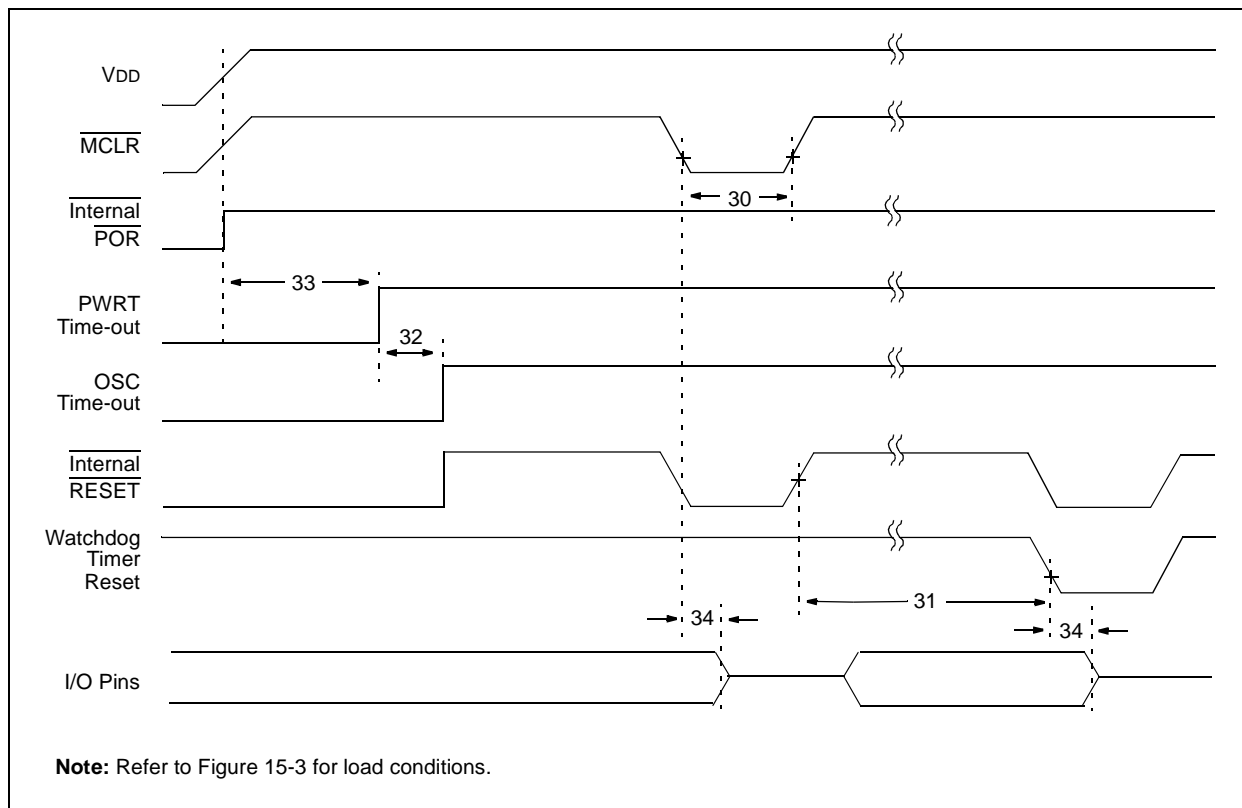 VDD
MCLR
30
Internal
POR
33
PWRT
Time-out
32
OSC
Time-out
Internal
RESET
Watchdog
Timer
Reset
31
34
34
I/O Pins
Note: Refer to Figure 15-3 for load conditions.